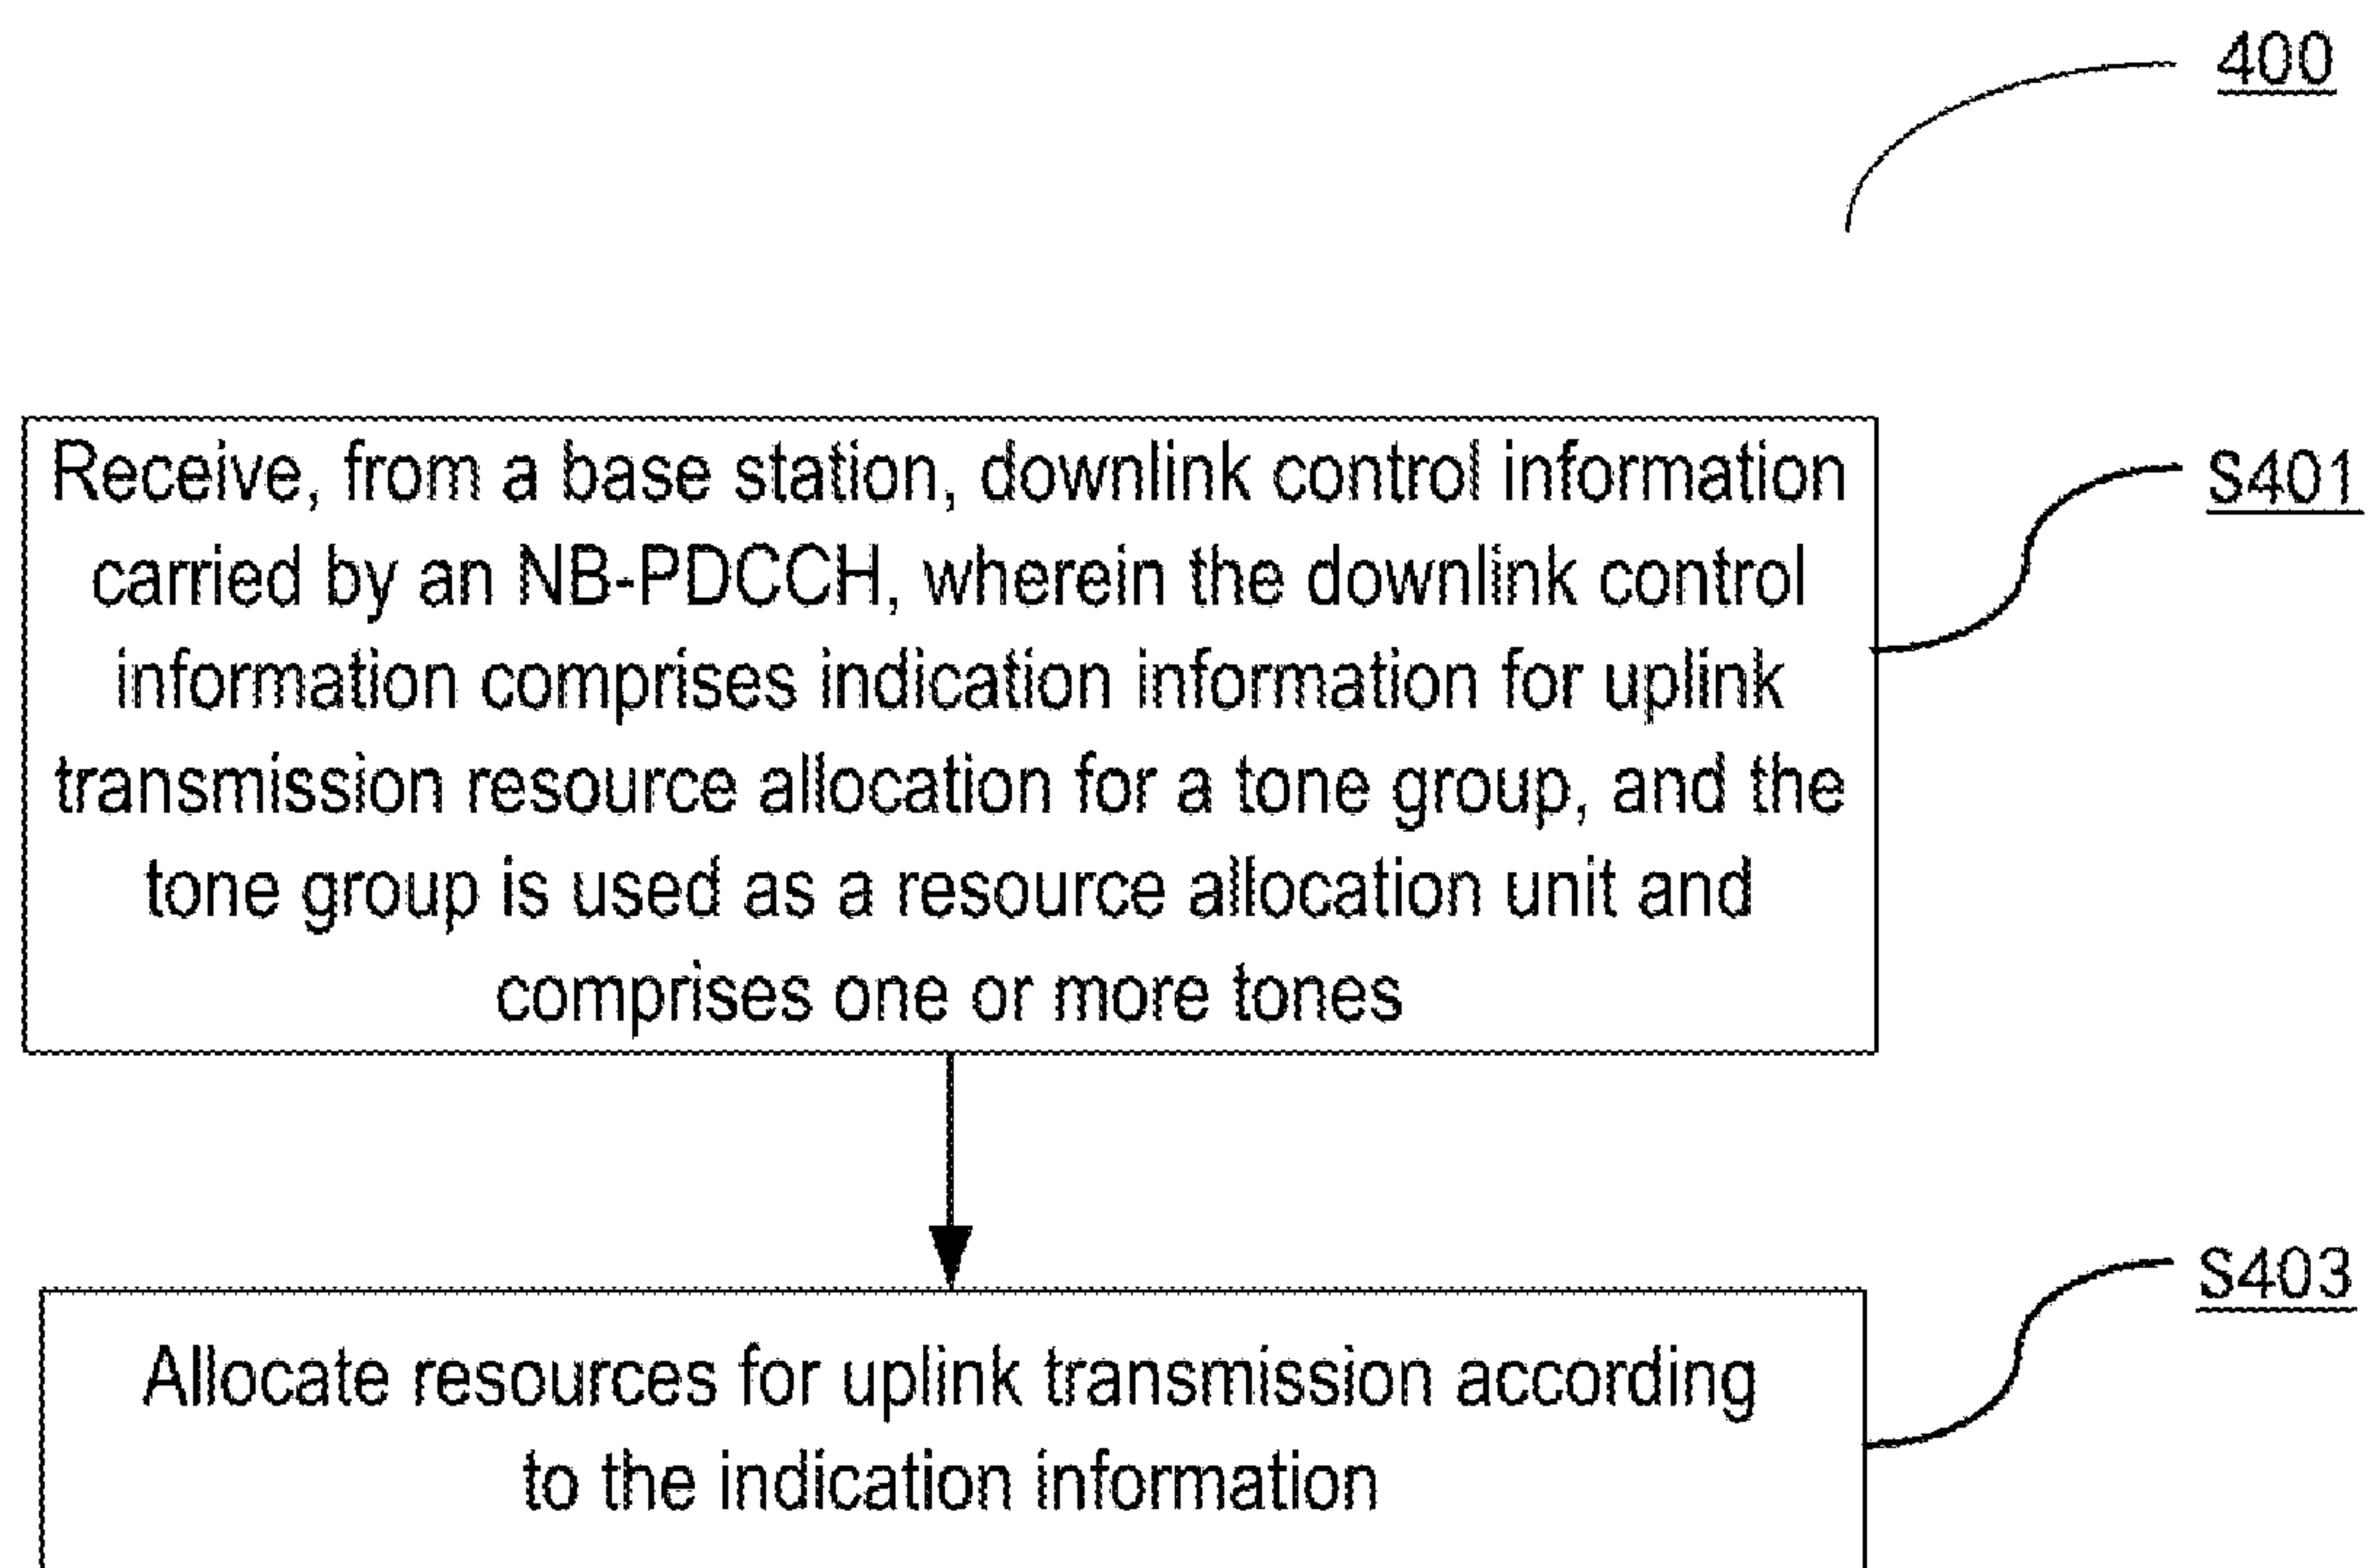 400
Receive, from a base station, downlink control information
carried by an NB-PDCCH, wherein the downlink control
information comprises indication information for uplink
transmission resource allocation for a tone group, and the
tone group is used as a resource allocation unit and
comprises one or more tones
S401
Allocate resources for uplink transmission according
to the indication information
S403